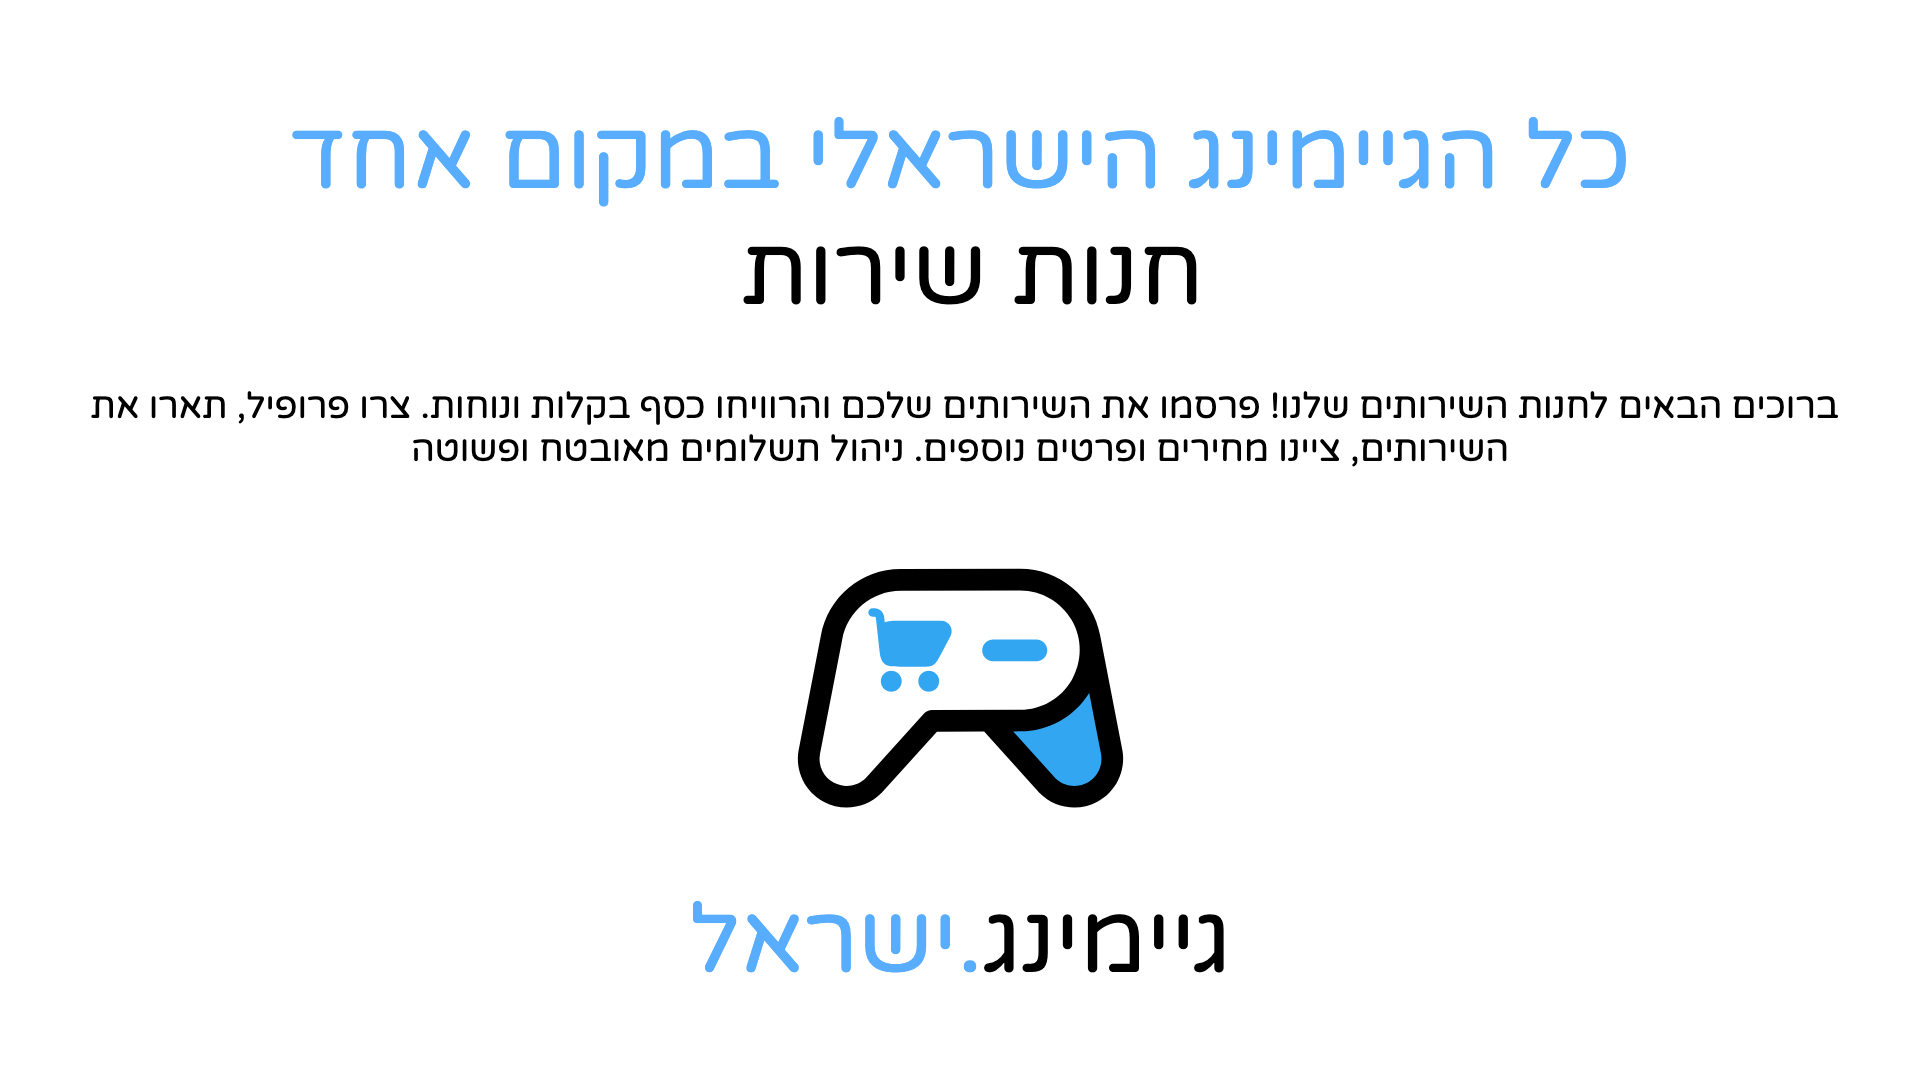 כל הגיימינג הישראלי במקום אחד
חנות שירות
ברוכים הבאים לחנות השירותים שלנו! פרסמו את השירותים שלכם והרוויחו כסף בקלות ונוחות. צרו פרופיל, תארו את
השירותים, ציינו מחירים ופרטים נוספים. ניהול תשלומים מאובטח ופשוטה
גיימינג.ישראל